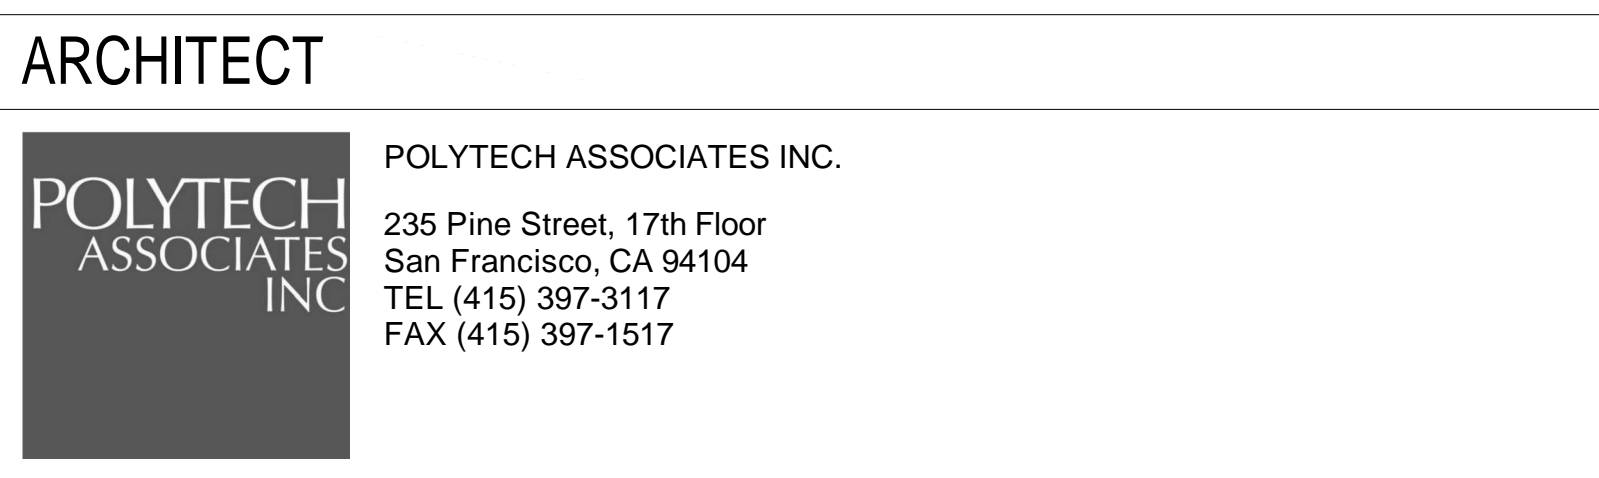 ARCHITECT
POLYTECH
ASSOCIATES
INC
POLYTECH ASSOCIATES INC.
235 Pine Street, 17th Floor
San Francisco, CA 94104
TEL (415) 397-3117
FAX (415) 397-1517